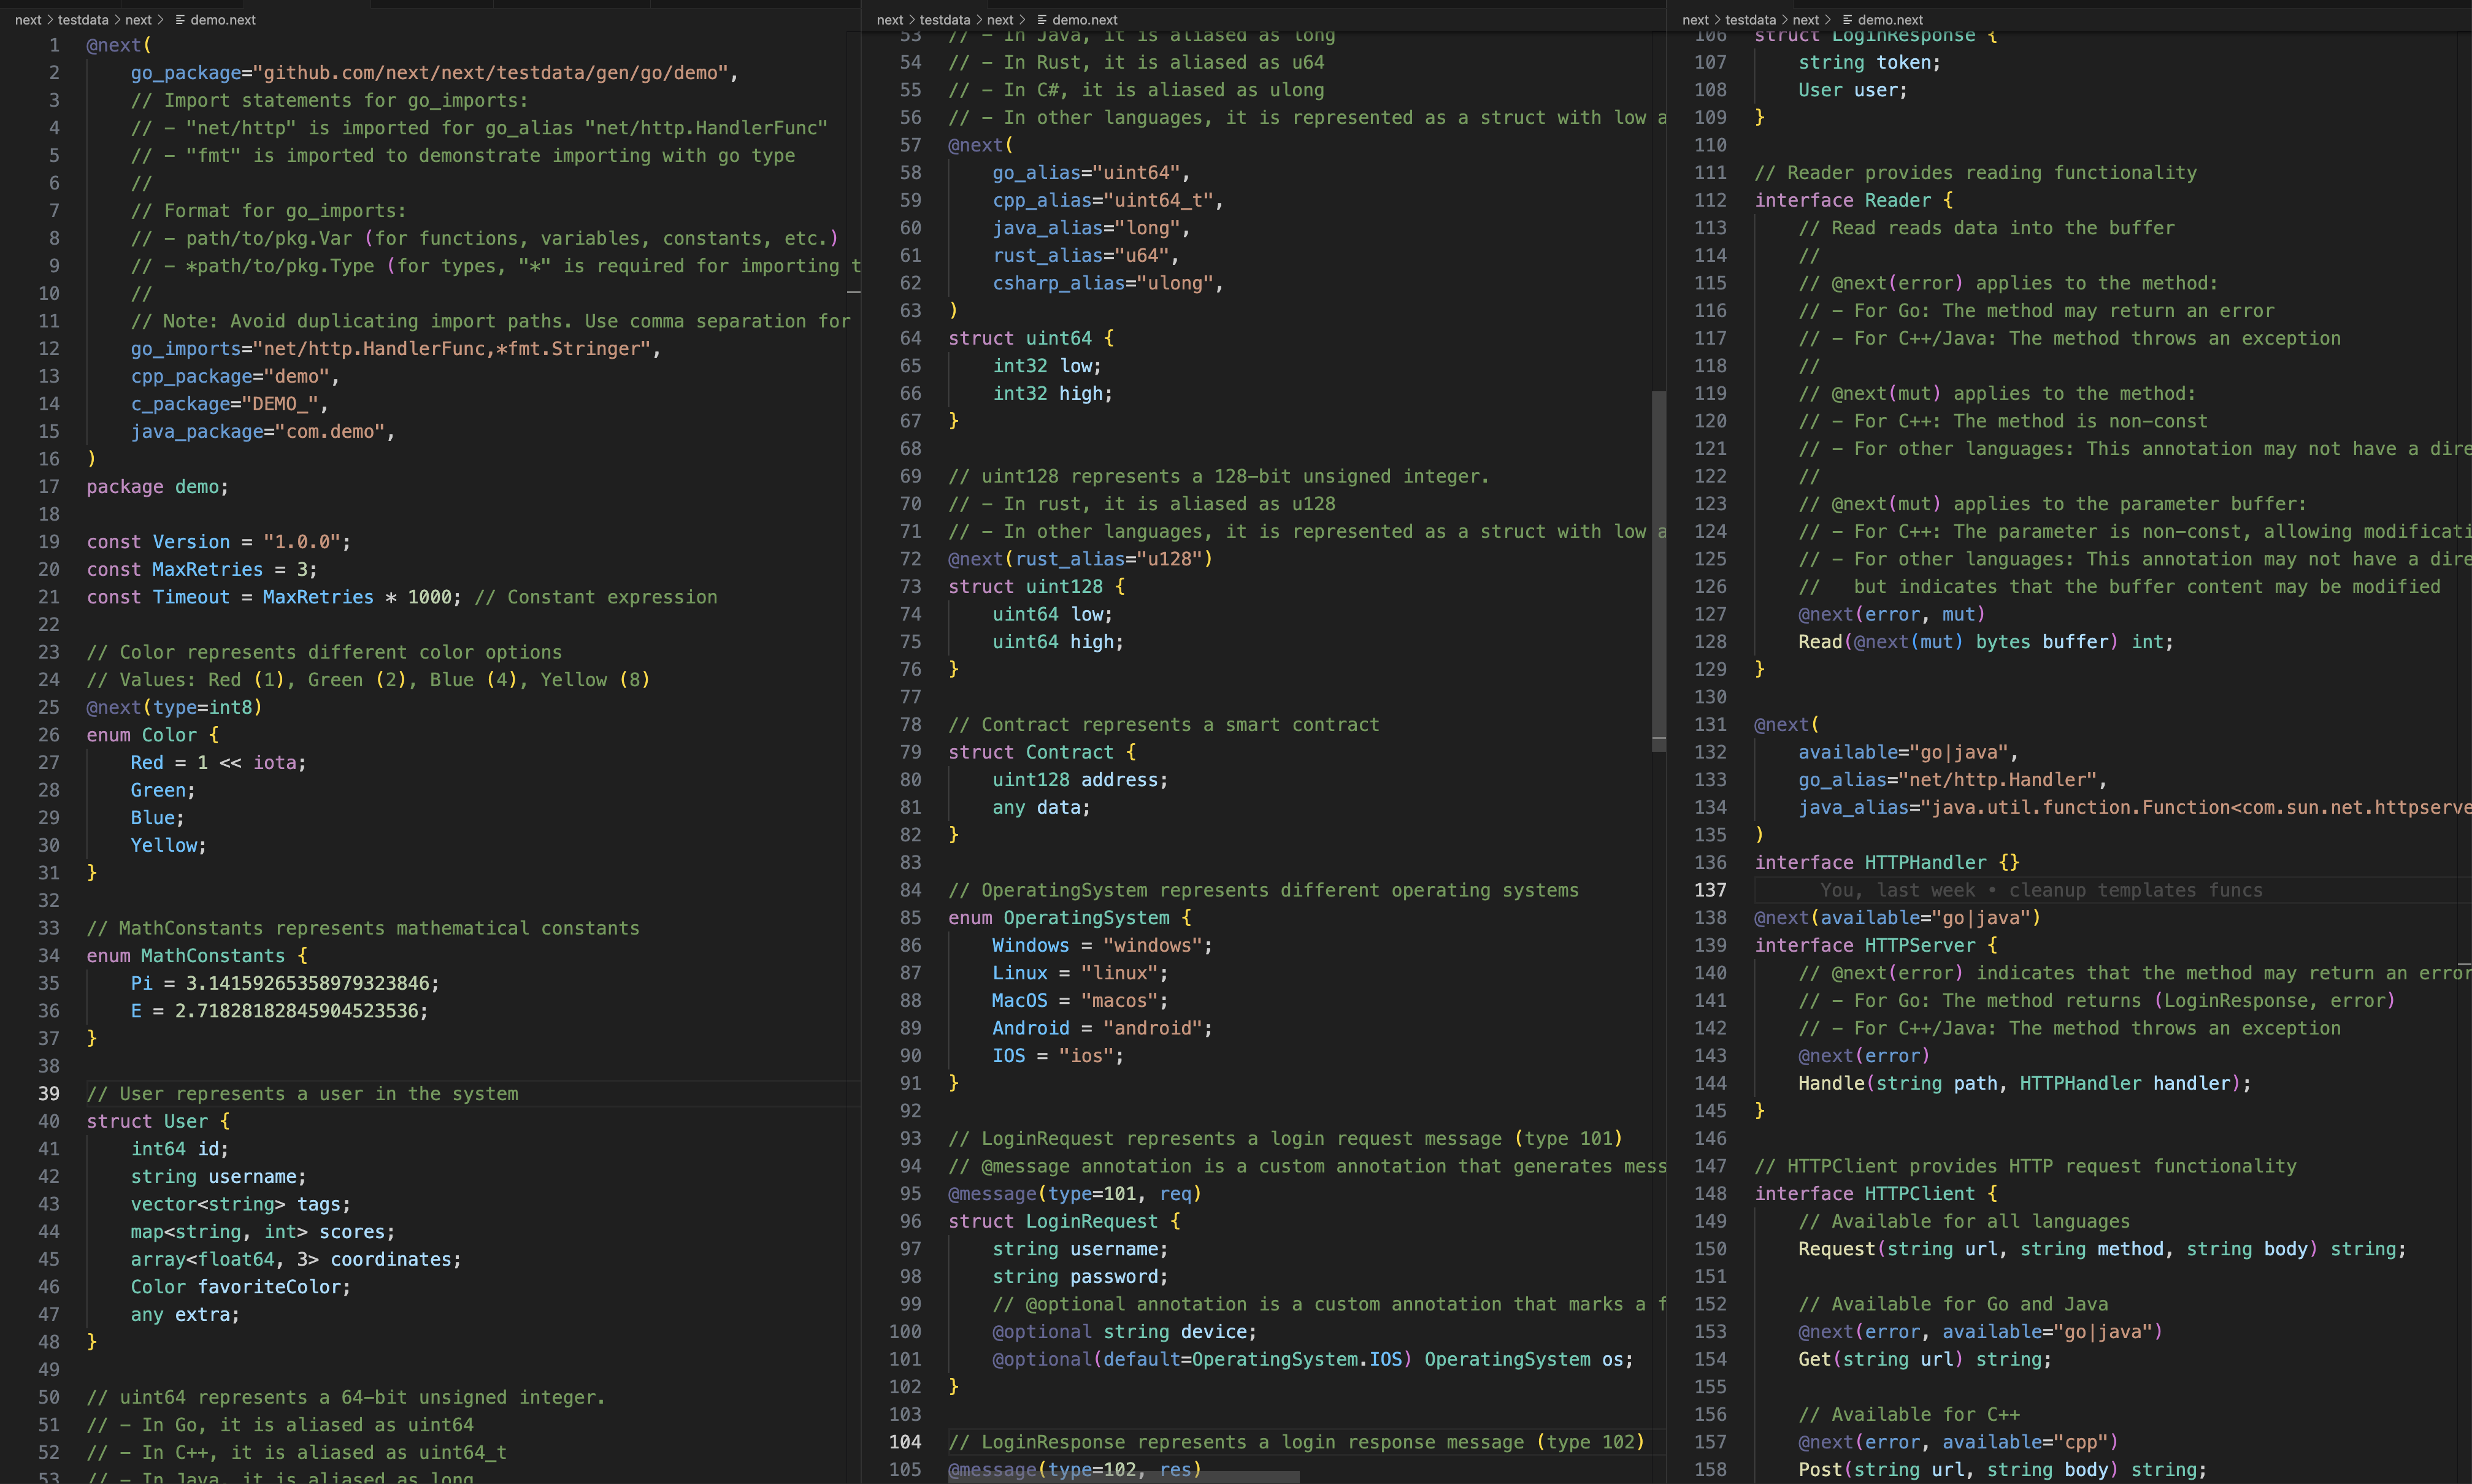 next > testdata > next > demo.next
1 @next(
2     go_package="github.com/next/next/testdata/gen/go/demo",
3     // Import statements for go_imports:
4     // - "net/http" is imported for go_alias "net/http.HandlerFunc"
5     // - "fmt" is imported to demonstrate importing with go type
6     //
7     // Format for go_imports:
8     // - path/to/pkg.Var (for functions, variables, constants, etc.)
9     // - *path/to/pkg.Type (for types, "*" is required for importing t
10     //
11     // Note: Avoid duplicating import paths. Use comma separation for
12     go_imports="net/http.HandlerFunc,*fmt.Stringer",
13     cpp_package="demo",
14     c_package="DEMO_",
15     java_package="com.demo",
16 )
17 package demo;
18
19 const Version = "1.0.0";
20 const MaxRetries = 3;
21 const Timeout = MaxRetries * 1000; // Constant expression
22
23 // Color represents different color options
24 // Values: Red (1), Green (2), Blue (4), Yellow (8)
25 @next(type=int8)
26 enum Color {
27     Red = 1 << iota;
28     Green;
29     Blue;
30     Yellow;
31 }
32
33 // MathConstants represents mathematical constants
34 enum MathConstants {
35     Pi = 3.14159265358979323846;
36     E = 2.71828182845904523536;
37 }
38
39 // User represents a user in the system
40 struct User {
41     int64 id;
42     string username;
43     vector<string> tags;
44     map<string, int> scores;
45     array<float64, 3> coordinates;
46     Color favoriteColor;
47     any extra;
48 }
49
50 // uint64 represents a 64-bit unsigned integer.
51 // - In Go, it is aliased as uint64
52 // - In C++, it is aliased as uint64_t
53 // - In Java, it is aliased as long
next > testdata > next > demo.next
53 // - In Java, it is aliased as long
54 // - In Rust, it is aliased as u64
55 // - In C#, it is aliased as ulong
56 // - In other languages, it is represented as a struct with low a
57 @next(
58     go_alias="uint64",
59     cpp_alias="uint64_t",
60     java_alias="long",
61     rust_alias="u64",
62     csharp_alias="ulong",
63 )
64 struct uint64 {
65     int32 low;
66     int32 high;
67 }
68
69 // uint128 represents a 128-bit unsigned integer.
70 // - In rust, it is aliased as u128
71 // - In other languages, it is represented as a struct with low a
72 @next(rust_alias="u128")
73 struct uint128 {
74     uint64 low;
75     uint64 high;
76 }
77
78 // Contract represents a smart contract
79 struct Contract {
80     uint128 address;
81     any data;
82 }
83
84 // OperatingSystem represents different operating systems
85 enum OperatingSystem {
86     Windows = "windows";
87     Linux = "linux";
88     MacOS = "macos";
89     Android = "android";
90     IOS = "ios";
91 }
92
93 // LoginRequest represents a login request message (type 101)
94 // @message annotation is a custom annotation that generates mess
95 @message(type=101, req)
96 struct LoginRequest {
97     string username;
98     string password;
99     // @optional annotation is a custom annotation that marks a f
100     @optional string device;
101     @optional(default=OperatingSystem.IOS) OperatingSystem os;
102 }
103
104 // LoginResponse represents a login response message (type 102)
105 @message(type=102, res)
next > testdata > next > demo.next
106 struct LoginResponse {
107     string token;
108     User user;
109 }
110
111 // Reader provides reading functionality
112 interface Reader {
113     // Read reads data into the buffer
114     //
115     // @next(error) applies to the method:
116     // - For Go: The method may return an error
117     // - For C++/Java: The method throws an exception
118     //
119     // @next(mut) applies to the method:
120     // - For C++: The method is non-const
121     // - For other languages: This annotation may not have a dire
122     //
123     // @next(mut) applies to the parameter buffer:
124     // - For C++: The parameter is non-const, allowing modificati
125     // - For other languages: This annotation may not have a dire
126     //   but indicates that the buffer content may be modified
127     @next(error, mut)
128     Read(@next(mut) bytes buffer) int;
129 }
130
131 @next(
132     available="go|java",
133     go_alias="net/http.Handler",
134     java_alias="java.util.function.Function<com.sun.net.httpserve
135 )
136 interface HTTPHandler {}
137       You, last week • cleanup templates funcs
138 @next(available="go|java")
139 interface HTTPServer {
140     // @next(error) indicates that the method may return an error
141     // - For Go: The method returns (LoginResponse, error)
142     // - For C++/Java: The method throws an exception
143     @next(error)
144     Handle(string path, HTTPHandler handler);
145 }
146
147 // HTTPClient provides HTTP request functionality
148 interface HTTPClient {
149     // Available for all languages
150     Request(string url, string method, string body) string;
151
152     // Available for Go and Java
153     @next(error, available="go|java")
154     Get(string url) string;
155
156     // Available for C++
157     @next(error, available="cpp")
158     Post(string url, string body) string;